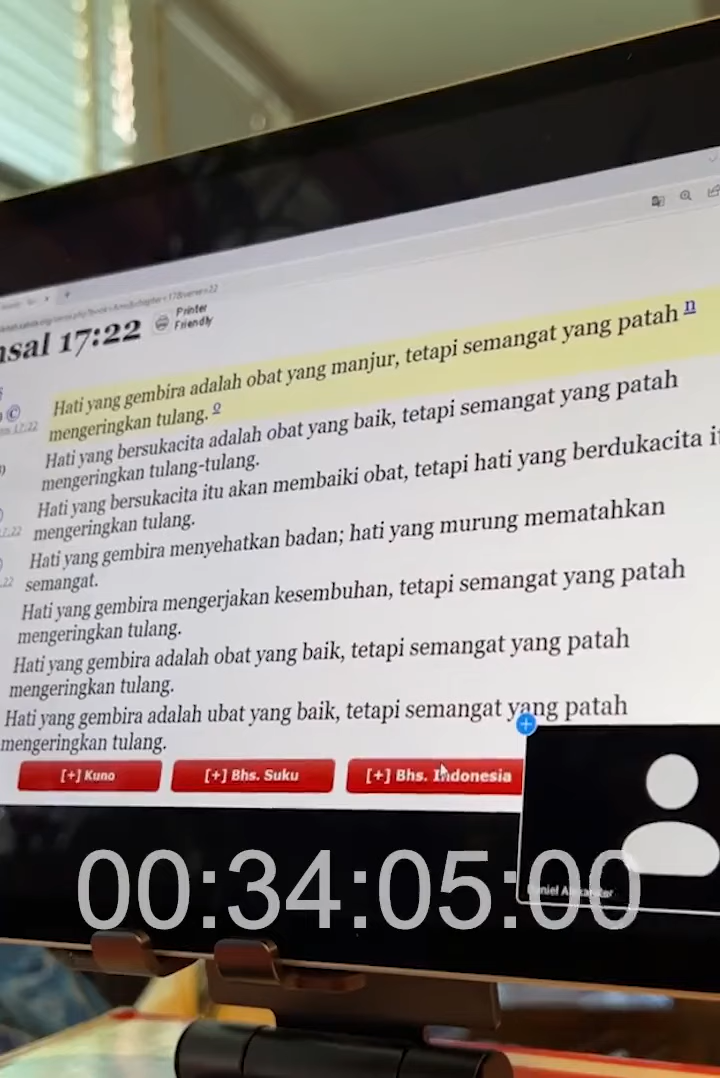 Printer
Friendly
sal 17:22
Hati yang gembira adalah obat yang manjur, tetapi semangat yang patah n
mengeringkan tulang. o
Hati yang bersukacita adalah obat yang baik, tetapi semangat yang patah
mengeringkan tulang-tulang.
Hati yang bersukacita itu akan membaiki obat, tetapi hati yang berdukacita it
mengeringkan tulang.
Hati yang gembira menyehatkan badan; hati yang murung mematahkan
semangat.
Hati yang gembira mengerjakan kesembuhan, tetapi semangat yang patah
mengeringkan tulang.
Hati yang gembira adalah obat yang baik, tetapi semangat yang patah
mengeringkan tulang.
Hati yang gembira adalah ubat yang baik, tetapi semangat yang patah
mengeringkan tulang.
[+] Kuno [+] Bhs. Suku [+] Bhs. Indonesia
00:34:05:00